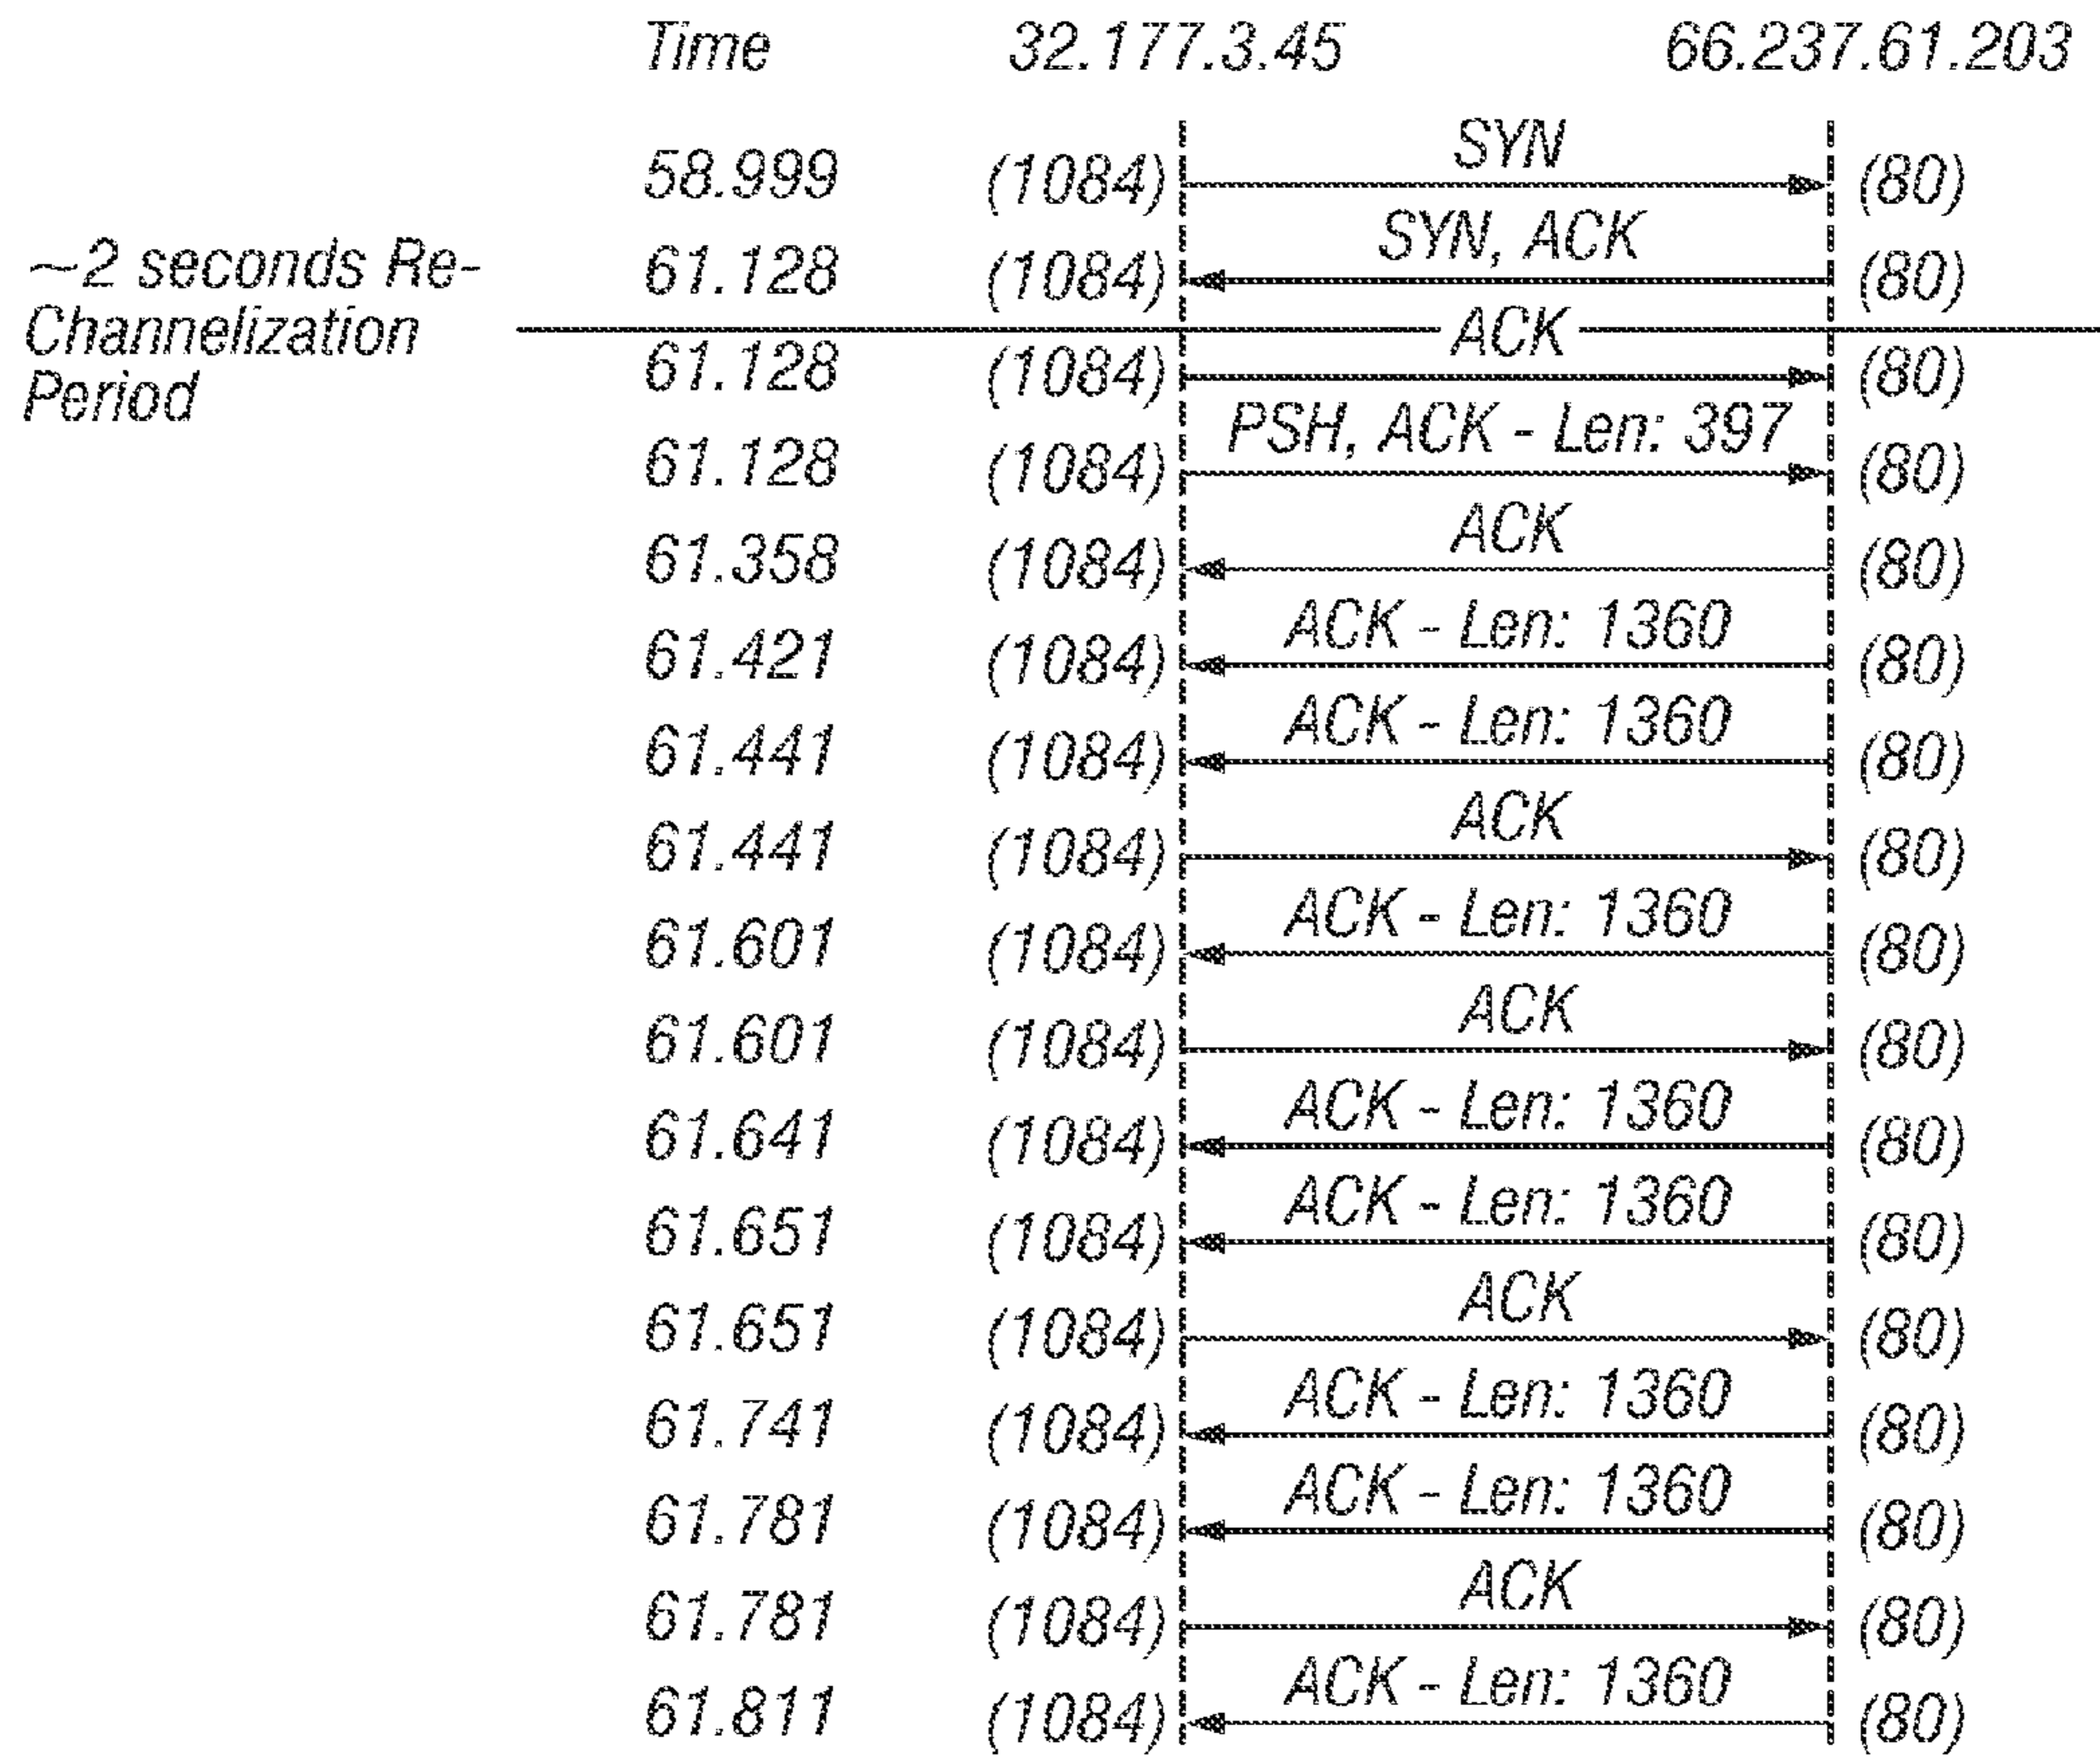 Time 32.177.3.45 66.237.61.203
SYN
58.999 (1084) (80)
SYN, ACK
~2 seconds Re-
Channelization
Period
61.128 (1084) (80)
ACK
61.128 (1084) (80)
PSH, ACK - Len: 397
61.128 (1084) (80)
ACK
61.358 (1084) (80)
ACK - Len: 1360
61.421 (1084) (80)
ACK - Len: 1360
61.441 (1084) (80)
ACK
61.441 (1084) (80)
ACK - Len: 1360
61.601 (1084) (80)
ACK
61.601 (1084) (80)
ACK - Len: 1360
61.641 (1084) (80)
ACK - Len: 1360
61.651 (1084) (80)
ACK
61.651 (1084) (80)
ACK - Len: 1360
61.741 (1084) (80)
ACK - Len: 1360
61.781 (1084) (80)
ACK
61.781 (1084) (80)
ACK - Len: 1360
61.811 (1084) (80)